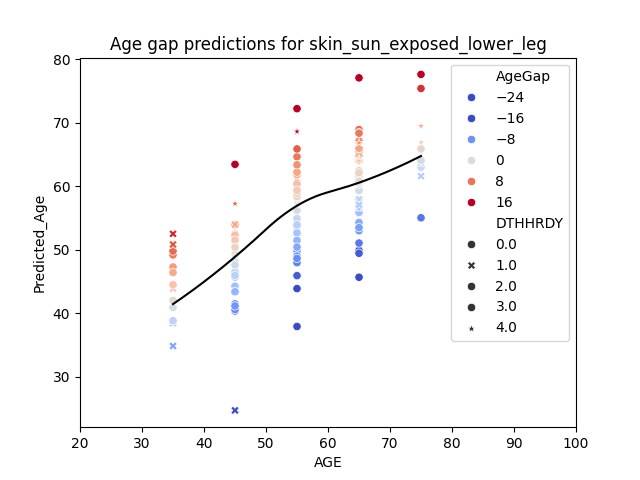 Age gap predictions for skin_sun_exposed_lower_leg
80
70
60
50
40
30
Predicted_Age
20 30 40 50 60 70 80 90 100
AGE
AgeGap
−24
−16
−8
0
8
16
DTHHRDY
0.0
1.0
2.0
3.0
4.0